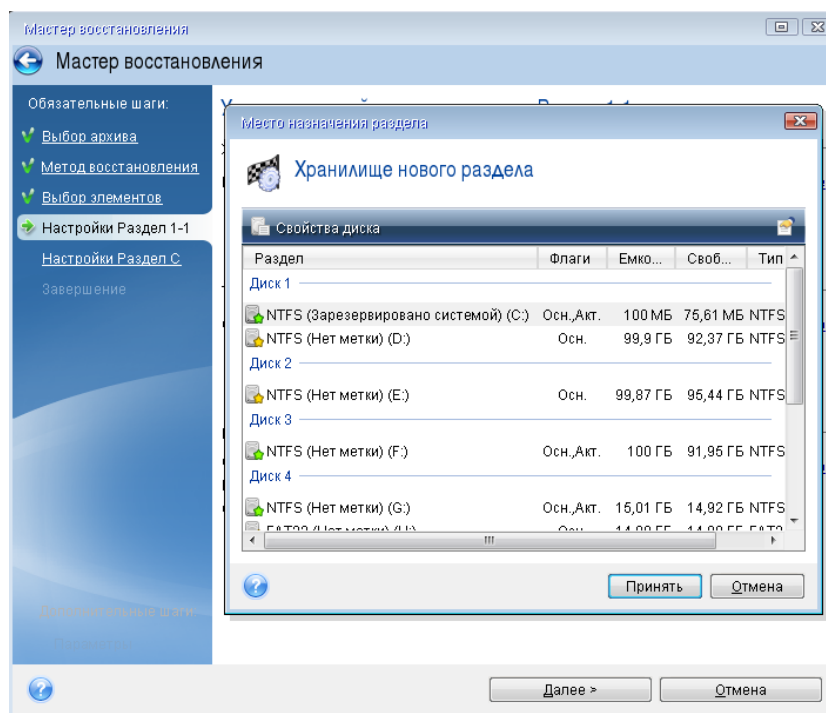 Мастер восстановления
Мастер восстановления
Обязательные шаги:
Выбор архива
Метод восстановления
Выбор элементов
Настройки Раздел 1-1
Настройки Раздел C
Завершение
Место назначения раздела
Хранилище нового раздела
Свойства диска
Раздел Флаги Емко... Своб... Тип
Диск 1
NTFS (Зарезервировано системой) (C:) Осн.,Акт. 100 МБ 75,61 МБ NTFS
NTFS (Нет метки) (D:) Осн. 99,9 ГБ 92,37 ГБ NTFS
Диск 2
NTFS (Нет метки) (E:) Осн. 99,87 ГБ 95,44 ГБ NTFS
Диск 3
NTFS (Нет метки) (F:) Осн.,Акт. 100 ГБ 91,95 ГБ NTFS
Диск 4
NTFS (Нет метки) (G:) Осн.,Акт. 15,01 ГБ 14,92 ГБ NTFS
Принять Отмена
Далее > Отмена